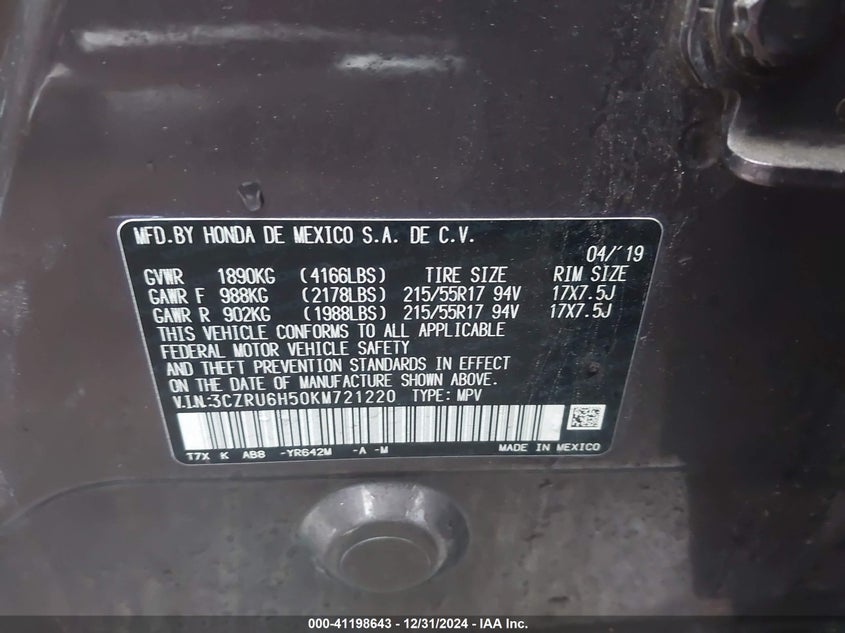 MFD.BY HONDA DE MEXICO S.A. DE C.V.
04/'19
GVWR 1890KG (4166LBS) TIRE SIZE RIM SIZE
GAWR F 988KG (2178LBS) 215/55R17 94V 17X7.5J
GAWR R 902KG (1988LBS) 215/55R17 94V 17X7.5J
THIS VEHICLE CONFORMS TO ALL APPLICABLE
FEDERAL MOTOR VEHICLE SAFETY
AND THEFT PREVENTION STANDARDS IN EFFECT
ON THE DATE OF MANUFACTURE SHOWN ABOVE.
V.I.N.:3CZRU6H50KM721220 TYPE: MPV
T7X K AB8 -YR642M -A -M MADE IN MEXICO
000-41198643 - 12/31/2024 - IAA Inc.